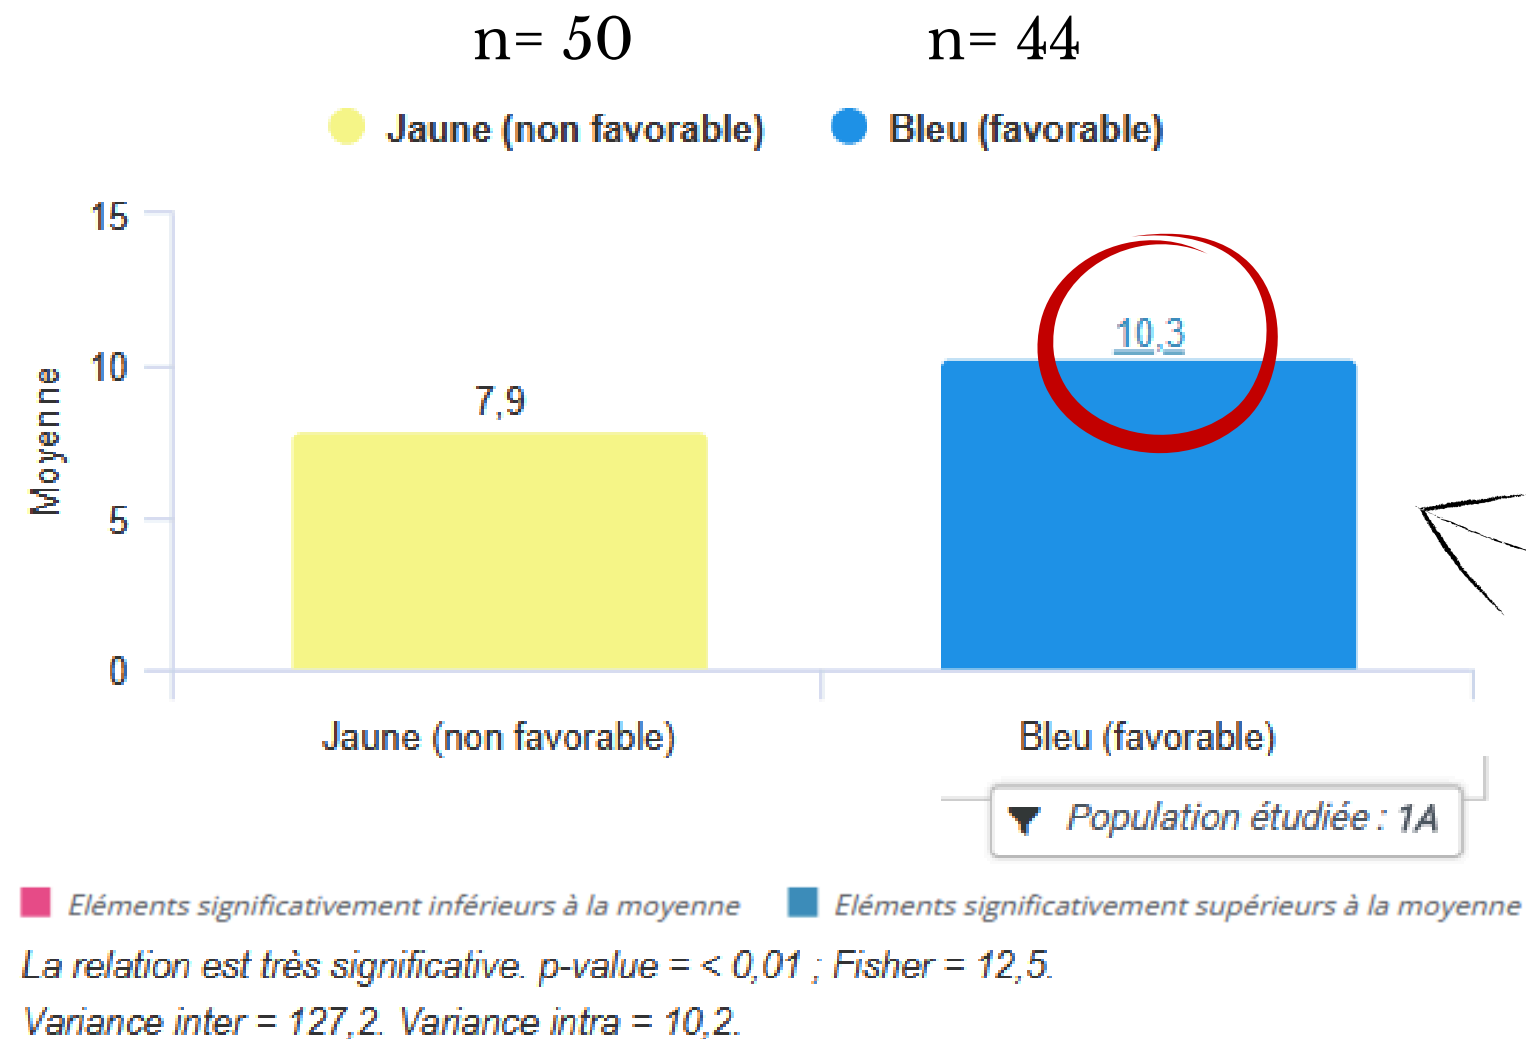 n= 50 n= 44
Jaune (non favorable) Bleu (favorable)
15
10
5
0
Moyenne
7,9
10,3
Jaune (non favorable) Bleu (favorable)
Population étudiée : 1A
Eléments significativement inférieurs à la moyenne Eléments significativement supérieurs à la moyenne
La relation est très significative. p-value = < 0,01 ; Fisher = 12,5.
Variance inter = 127,2. Variance intra = 10,2.